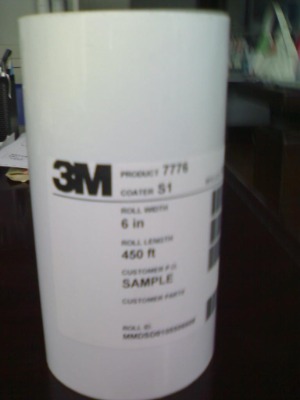 3M
PRODUCT 7776
COATER S1
ROLL WIDTH
6 in
ROLL LENGTH
450 ft
CUSTOMER P.O
SAMPLE
CUSTOMER PART#
ROLL ID